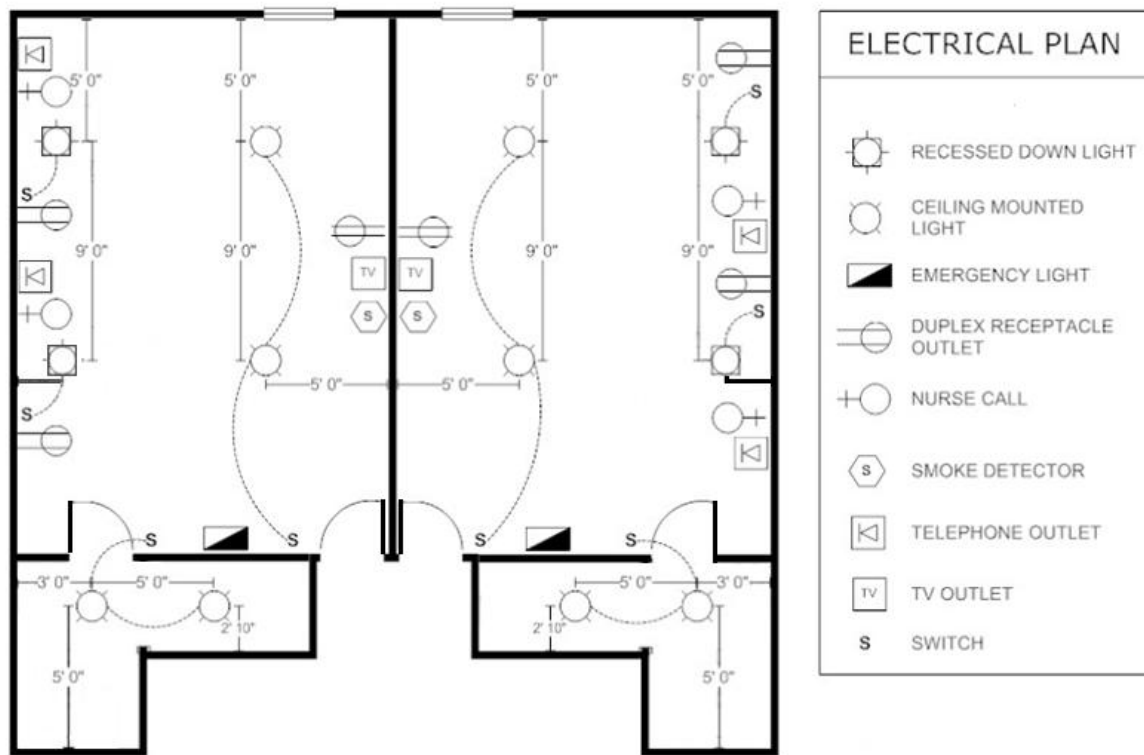 ELECTRICAL PLAN
5' 0" 5' 0" 5' 0" 5' 0"
S
RECESSED DOWN LIGHT
S
CEILING MOUNTED
LIGHT
9' 0" 9' 0" 9' 0" 9' 0"
TV TV
EMERGENCY LIGHT
S S
S
DUPLEX RECEPTACLE
OUTLET
5' 0" 5' 0"
S
NURSE CALL
S SMOKE DETECTOR
TELEPHONE OUTLET
S S S S
3' 0" 5' 0" 5' 0" 3' 0"
TV TV OUTLET
2' 10" 2' 10"
S SWITCH
5' 0" 5' 0"